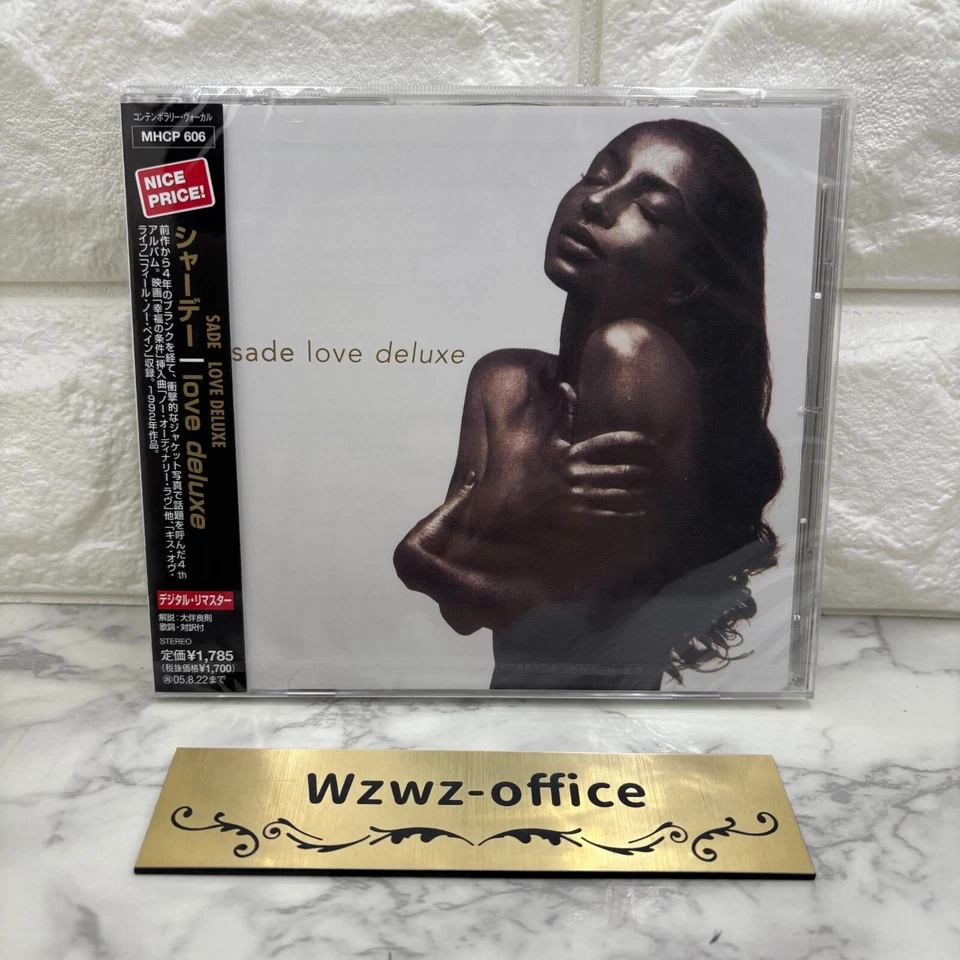 コンテンポラリー・ヴォーカル
MHCP 606
NICE
PRICE!
シャーデー | love deluxe
SADE LOVE DELUXE
前作から4年のブランクを経て、衝撃的なジャケット写真で話題を呼んだ4th
アルバム。映画「幸福の条件」挿入曲「ノー・オーディナリー・ラヴ」他、「キス・オヴ・
ライフ」「フィール・ノー・ペイン」収録。1992年作品。
デジタル・リマスター
解説:大伴良則
歌詞・対訳付
STEREO
定価¥1,785
(税抜価格¥1,700)
05.8.22まで
sade love deluxe
Wzwz-office